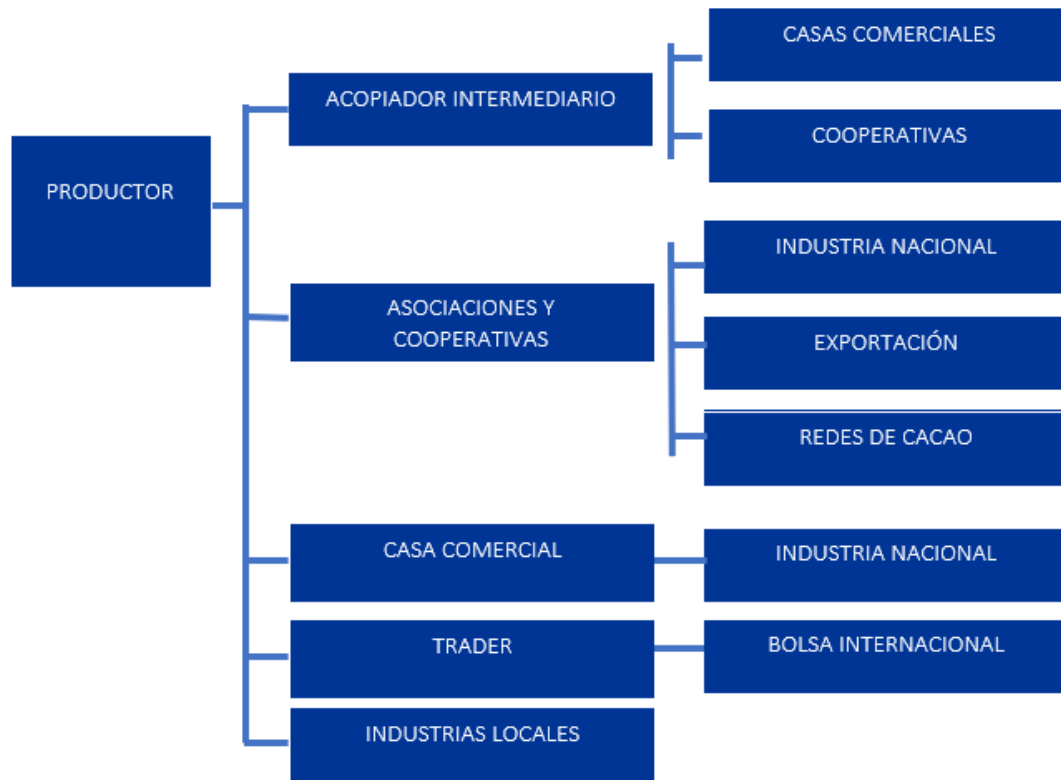 CASAS COMERCIALES
ACOPIADOR INTERMEDIARIO
COOPERATIVAS
PRODUCTOR
INDUSTRIA NACIONAL
ASOCIACIONES Y
COOPERATIVAS
EXPORTACIÓN
REDES DE CACAO
CASA COMERCIAL
INDUSTRIA NACIONAL
TRADER
BOLSA INTERNACIONAL
INDUSTRIAS LOCALES